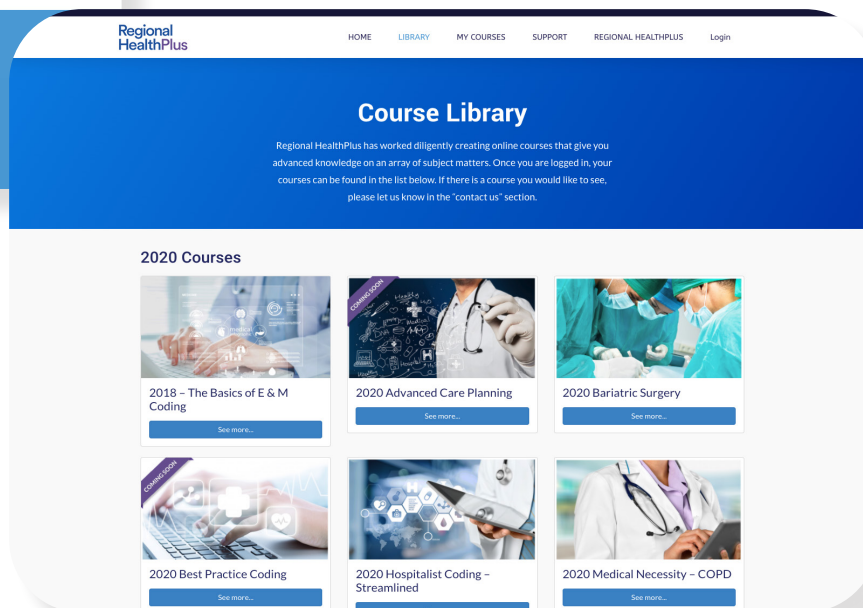 Regional
HealthPlus
HOME LIBRARY MY COURSES SUPPORT REGIONAL HEALTHPLUS Login
Course Library
Regional HealthPlus has worked diligently creating online courses that give you
advanced knowledge on an array of subject matters. Once you are logged in, your
courses can be found in the list below. If there is a course you would like to see,
please let us know in the "contact us" section.
2020 Courses
medical
COMING SOON
Healthy
Medical
DNA
H
2018 – The Basics of E & M
Coding
See more...
2020 Advanced Care Planning
See more...
2020 Bariatric Surgery
See more...
COMING SOON
2020 Best Practice Coding
See more...
2020 Hospitalist Coding –
Streamlined
2020 Medical Necessity – COPD
See more...